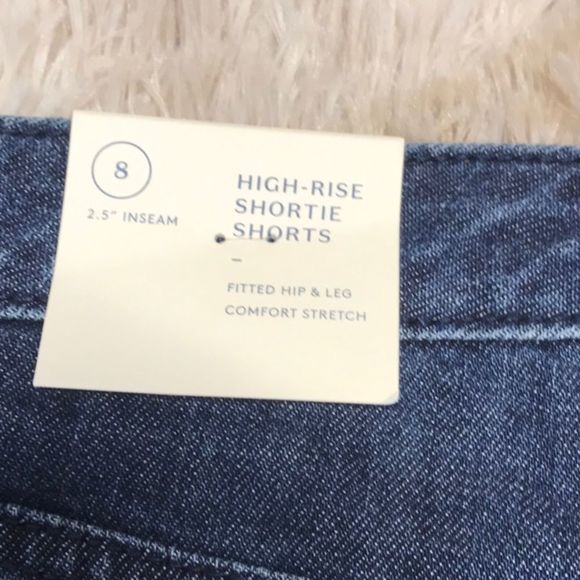 8
2.5" INSEAM
HIGH-RISE
SHORTIE
SHORTS
–
FITTED HIP & LEG
COMFORT STRETCH